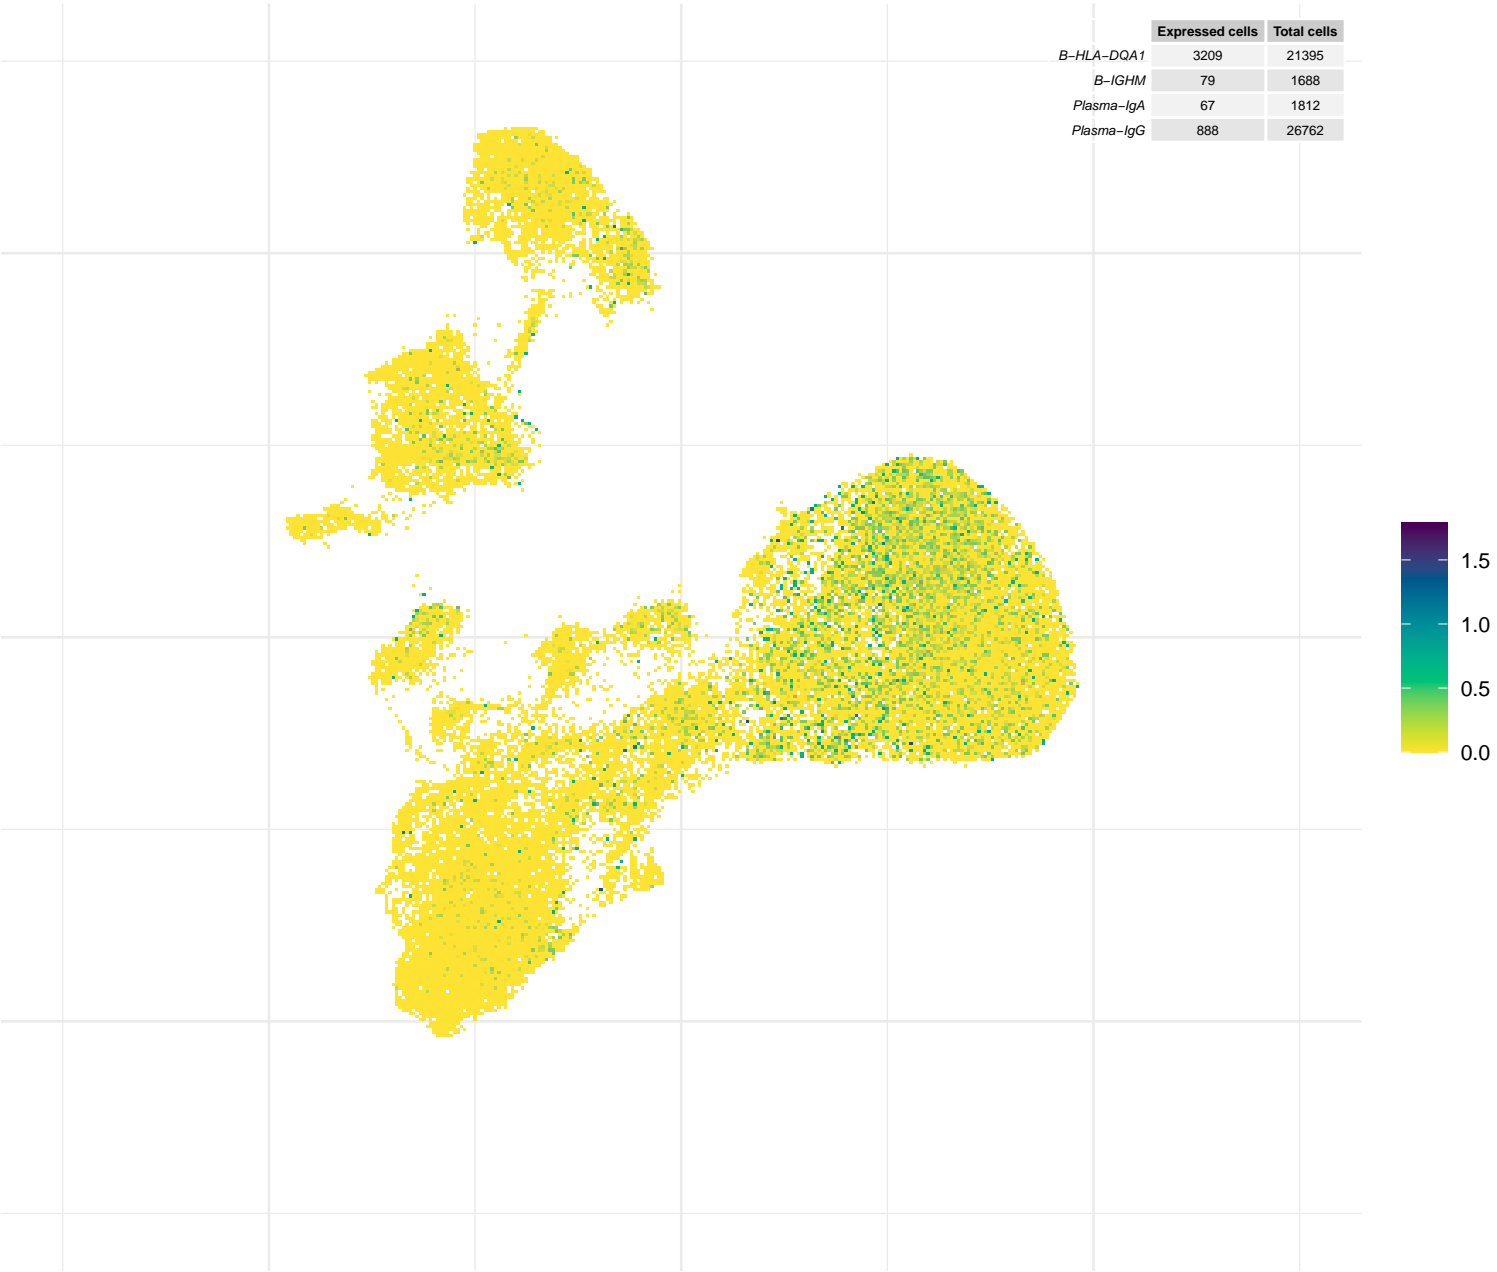 Expressed cells Total cells
B−HLA−DQA1 3209 21395
B−IGHM 79 1688
Plasma−IgA 67 1812
Plasma−IgG 888 26762
1.5
1.0
0.5
0.0